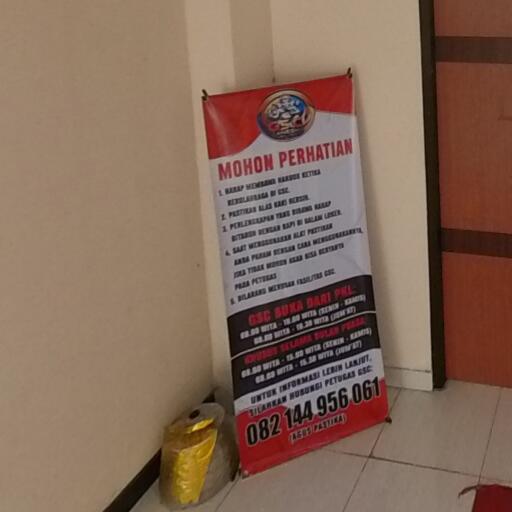 GSC
MOHON PERHATIAN
1. HARAP MEMBAWA HANDUK KETIKA
BEROLAHRAGA DI GSC.
2. PASTIKAN ALAS KAKI BERSIH.
3. PERLENGKAPAN YANG DIBAWA HARAP
DITARUH DENGAN RAPI DI DALAM LOKER.
4. SAAT MENGGUNAKAN ALAT PASTIKAN
ANDA PAHAM DENGAN CARA MENGGUNAKANNYA,
JIKA TIDAK MOHON AGAR BISA BERTANYA
PADA PETUGAS
5. DILARANG MERUSAK FASILITAS GSC.
GSC BUKA DARI PKL:
08.00 WITA - 16.00 WITA (SENIN - KAMIS)
08.00 WITA - 16.30 WITA (JUM'AT)
KHUSUS SELAMA BULAN PUASA:
08.00 WITA - 15.00 WITA (SENIN - KAMIS)
08.00 WITA - 15.30 WITA (JUM'AT)
UNTUK INFORMASI LEBIH LANJUT,
SILAHKAN HUBUNGI PETUGAS GSC:
082 144 956 061
(AGUS PASTIKA)